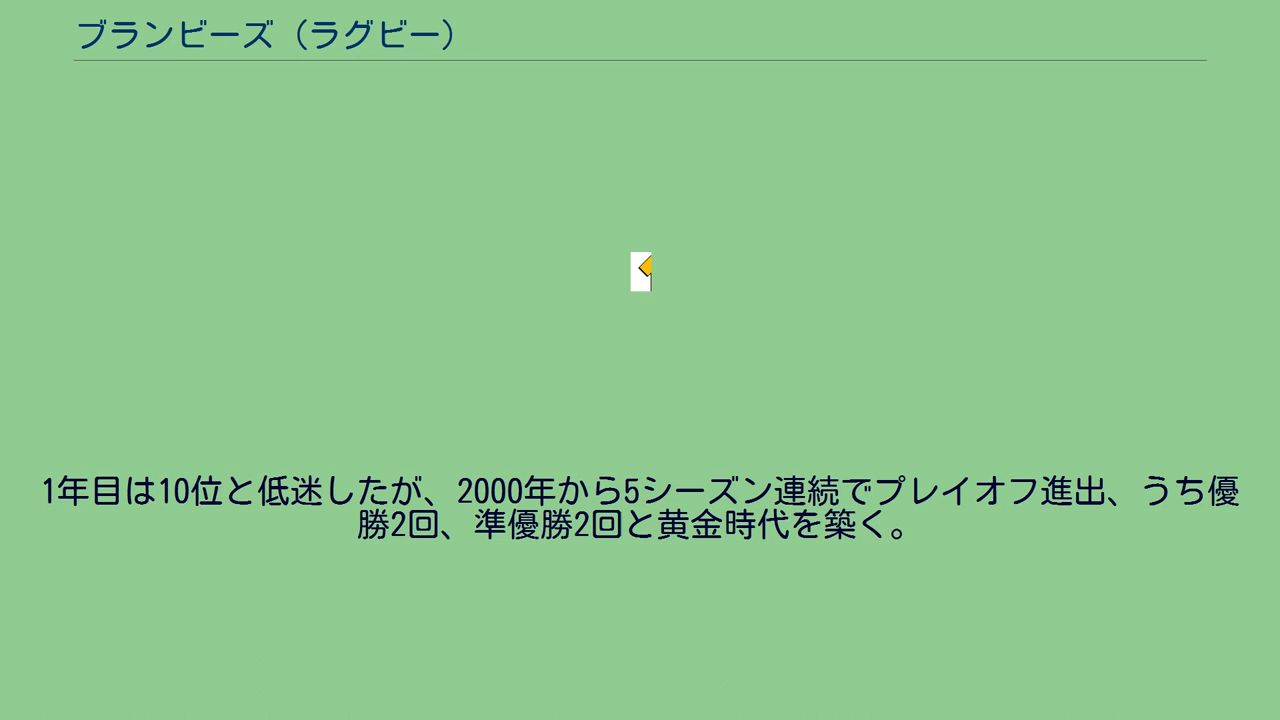 ブランビーズ（ラグビー）
1年目は10位と低迷したが、2000年から5シーズン連続でプレイオフ進出、うち優
勝2回、準優勝2回と黄金時代を築く。